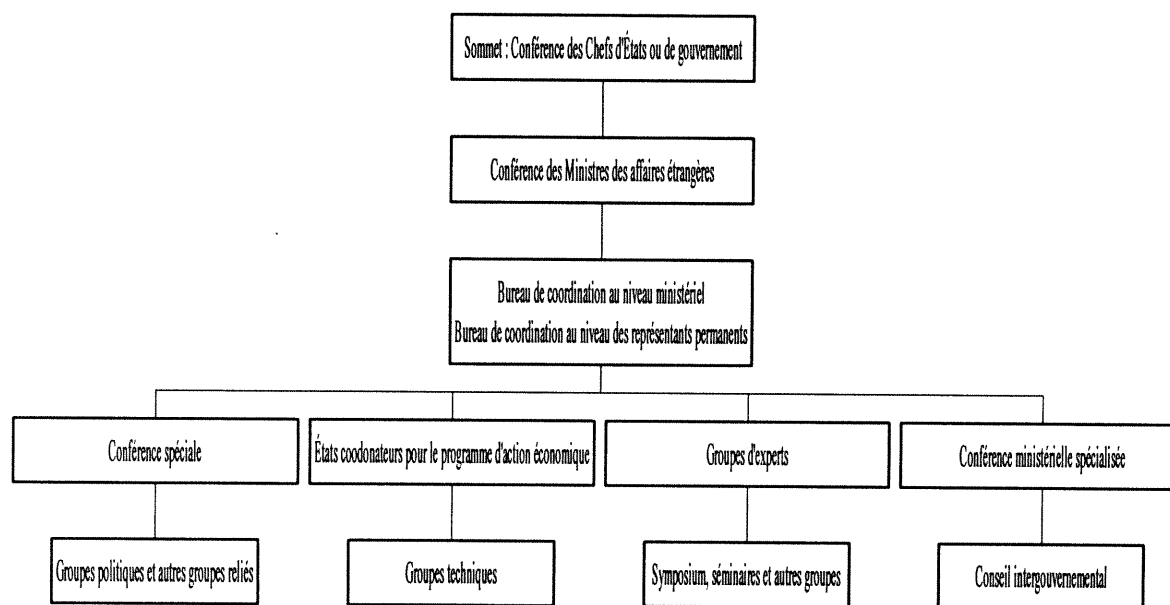 Sommet : Conférence des Chefs d'États ou de gouvernement
Conférence des Ministres des affaires étrangères
Bureau de coordination au niveau ministériel
Bureau de coordination au niveau des représentants permanents
Conférence spéciale
États coodonateurs pour le programme d'action économique
Groupes d'experts
Conférence ministérielle spécialisée
Groupes politiques et autres groupes reliés
Groupes techniques
Symposium, séminaires et autres groupes
Conseil intergouvernemental